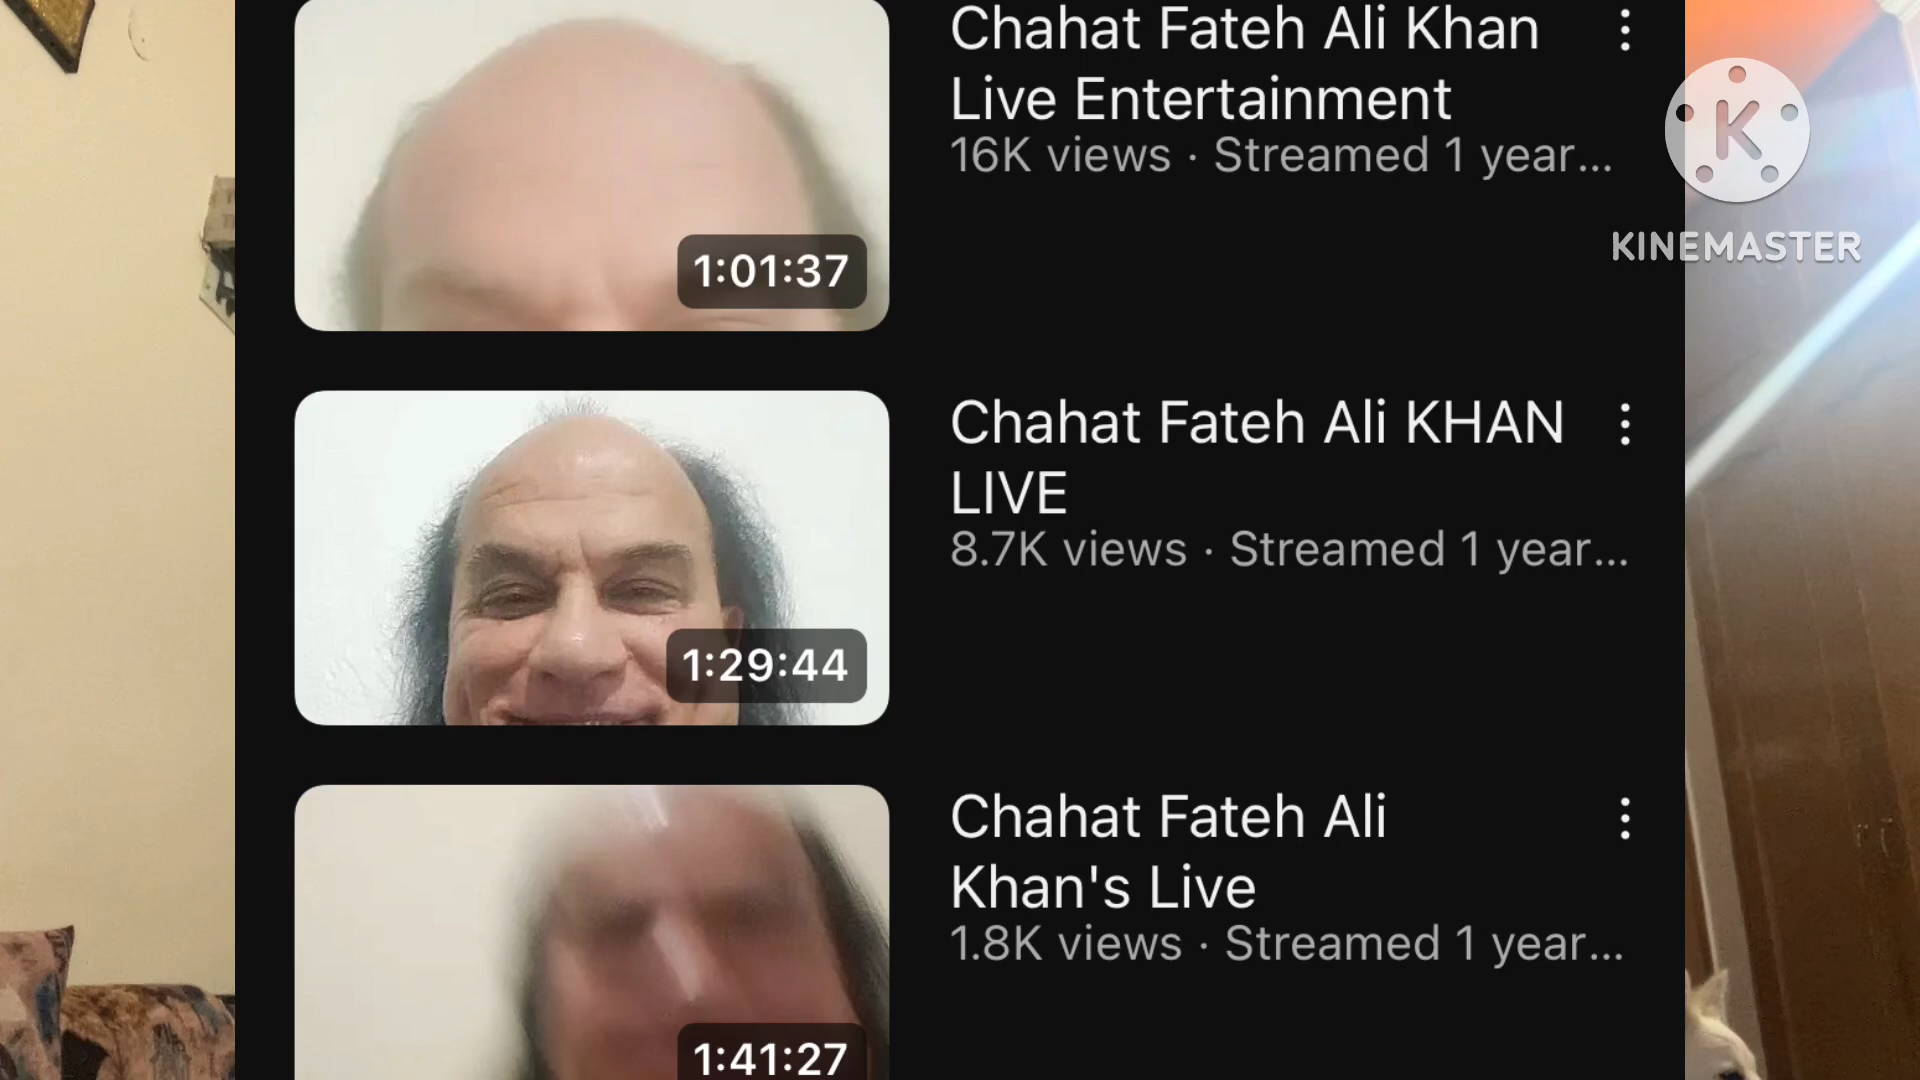 Chahat Fateh Ali Khan
Live Entertainment
16K views · Streamed 1 year...
1:01:37
K
KINEMASTER
Chahat Fateh Ali KHAN
LIVE
8.7K views · Streamed 1 year...
1:29:44
Chahat Fateh Ali
Khan's Live
1.8K views · Streamed 1 year...
1:41:27